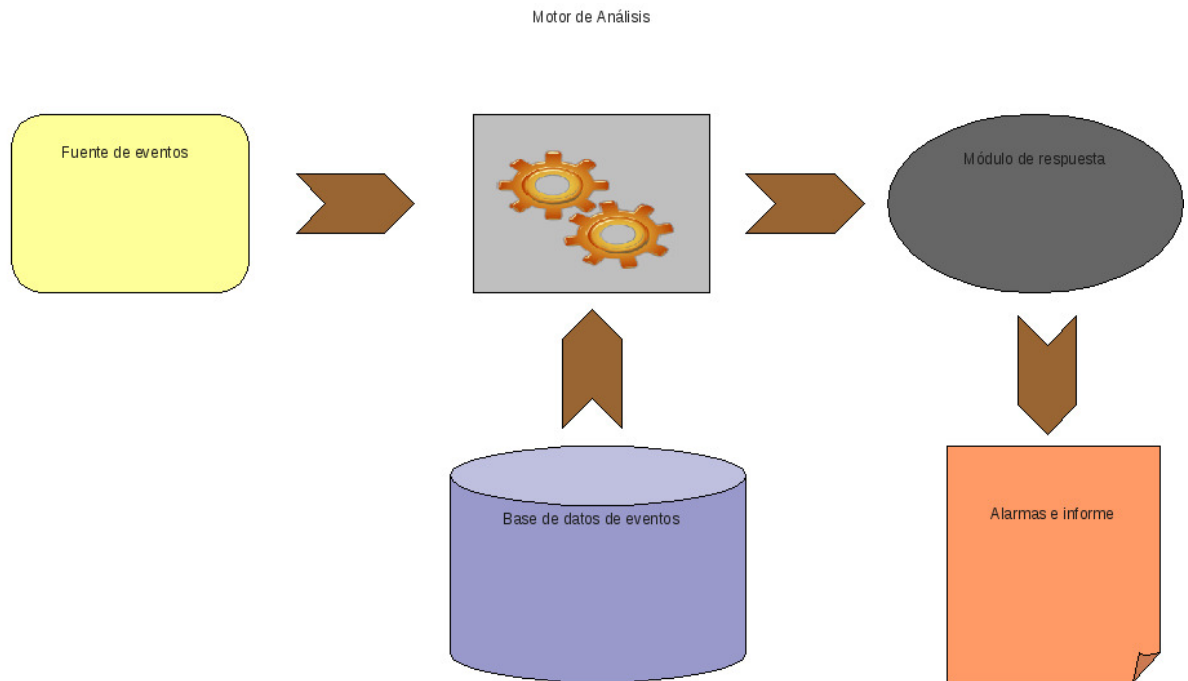 Motor de Análisis
Fuente de eventos
Módulo de respuesta
Base de datos de eventos
Alarmas e informe